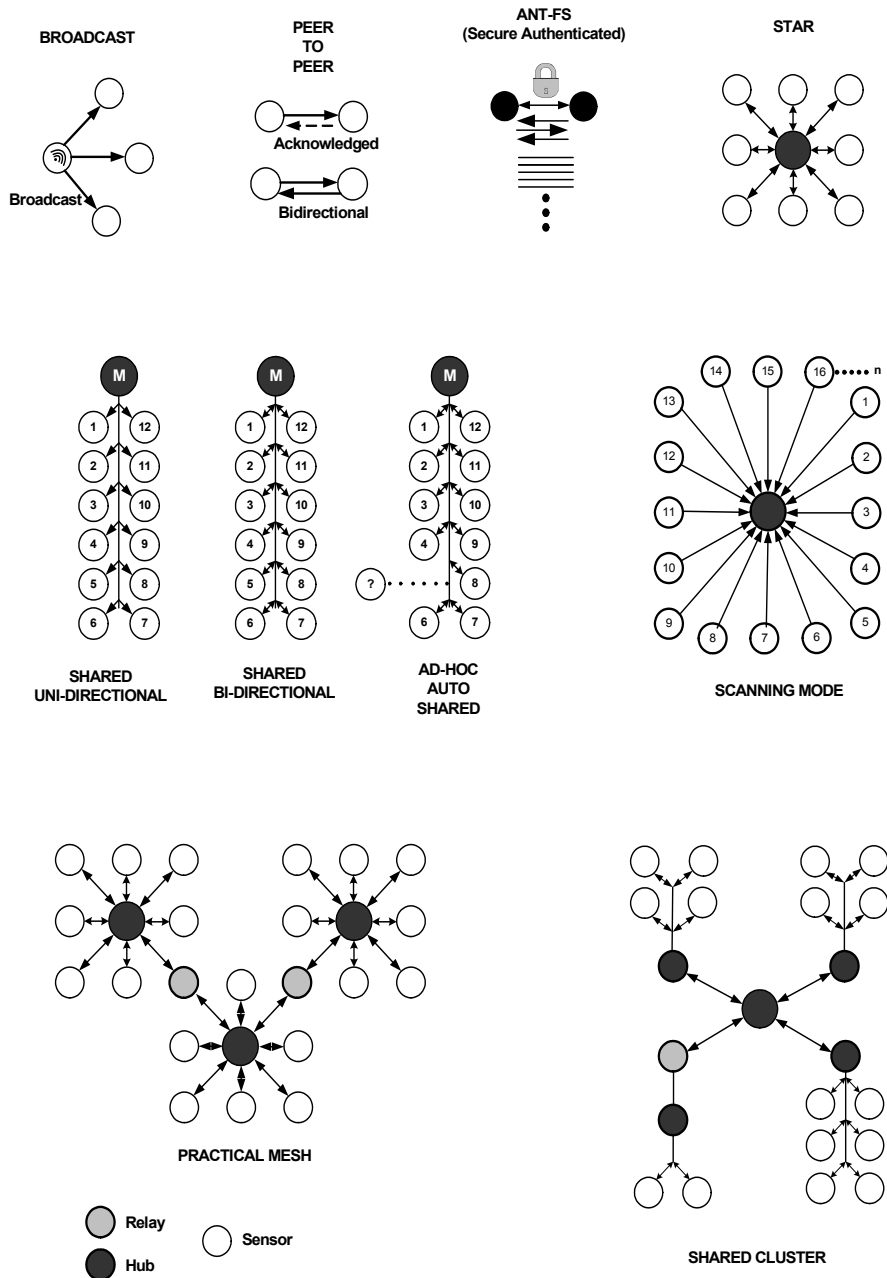 BROADCAST
Broadcast
PEER
TO
PEER
Acknowledged
Bidirectional
ANT-FS
(Secure Authenticated)
S
STAR
M
1 12
2 11
3 10
4 9
5 8
6 7
SHARED
UNI-DIRECTIONAL
M
1 12
2 11
3 10
4 9
5 8
6 7
SHARED
BI-DIRECTIONAL
M
1 12
2 11
3 10
4 9
? 8
6 7
AD-HOC
AUTO
SHARED
14 15 16 n
13 1
12 2
11 3
10 4
9 5
8 7 6
SCANNING MODE
PRACTICAL MESH
Relay
Hub
Sensor
SHARED CLUSTER